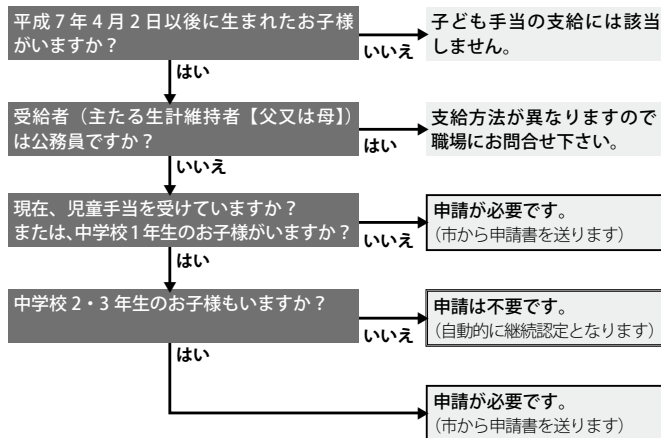 平成7年4月2日以後に生まれたお子様
がいますか？
いいえ
子ども手当の支給には該当
しません。
はい
受給者（主たる生計維持者【父又は母】）
は公務員ですか？
はい
支給方法が異なりますので
職場にお問合せ下さい。
いいえ
現在、児童手当を受けていますか？
または、中学校1年生のお子様がいますか？
いいえ
申請が必要です。
（市から申請書を送ります）
はい
中学校2・3年生のお子様もいますか？
いいえ
申請は不要です。
（自動的に継続認定となります）
はい
申請が必要です。
（市から申請書を送ります）